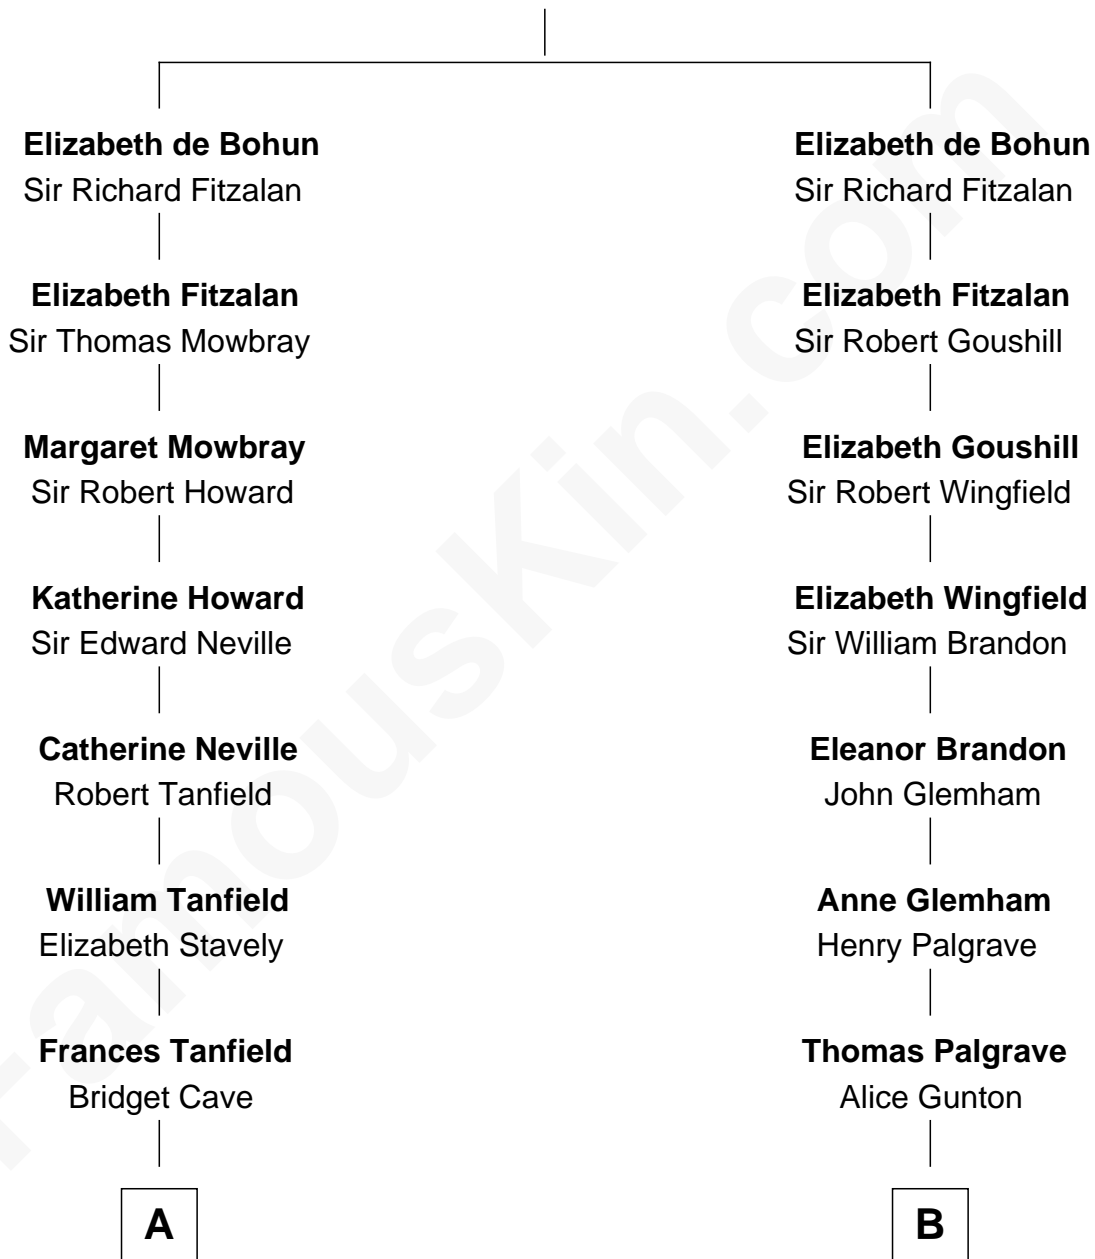 Elizabeth de Bohun
Sir Richard Fitzalan
Elizabeth Fitzalan
Sir Thomas Mowbray
Margaret Mowbray
Sir Robert Howard
Katherine Howard
Sir Edward Neville
Catherine Neville
Robert Tanfield
William Tanfield
Elizabeth Stavely
Frances Tanfield
Bridget Cave
A
Elizabeth de Bohun
Sir Richard Fitzalan
Elizabeth Fitzalan
Sir Robert Goushill
Elizabeth Goushill
Sir Robert Wingfield
Elizabeth Wingfield
Sir William Brandon
Eleanor Brandon
John Glemham
Anne Glemham
Henry Palgrave
Thomas Palgrave
Alice Gunton
B
FamousKin.com